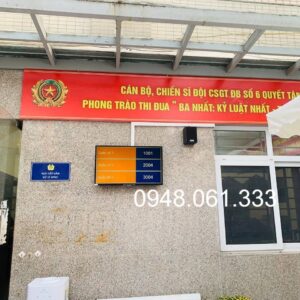 CÁN BỘ, CHIẾN SĨ ĐỘI CSGT ĐB SỐ 6 QUYẾT TÂ
PHONG TRÀO THI ĐUA " BA NHẤT: KỶ LUẬT NHẤT -
1001
2004
3004
0948.061.333